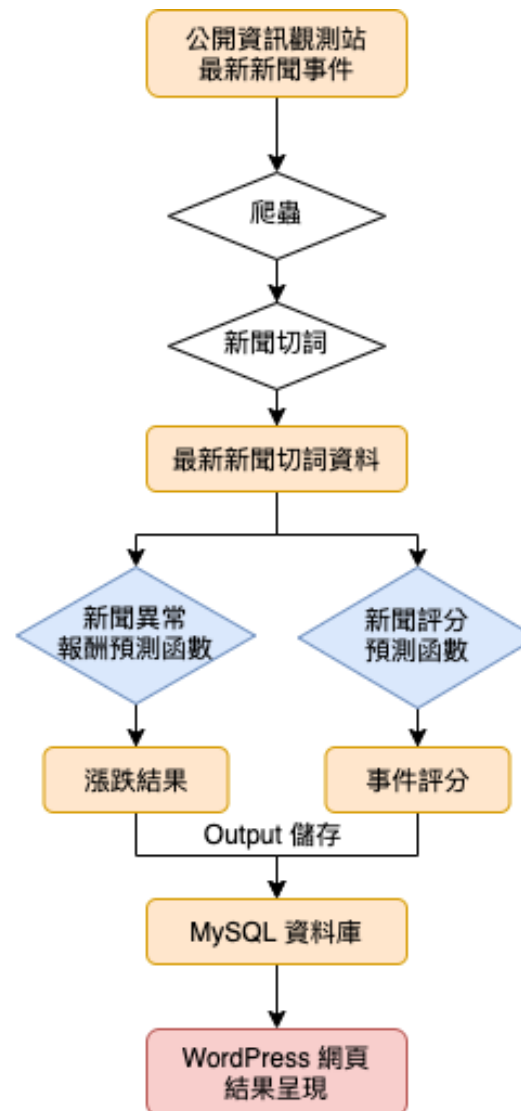 公開資訊觀測站
最新新聞事件
爬蟲
新聞切詞
最新新聞切詞資料
新聞異常
報酬預測函數
新聞評分
預測函數
漲跌結果
事件評分
Output 儲存
MySQL 資料庫
WordPress 網頁
結果呈現